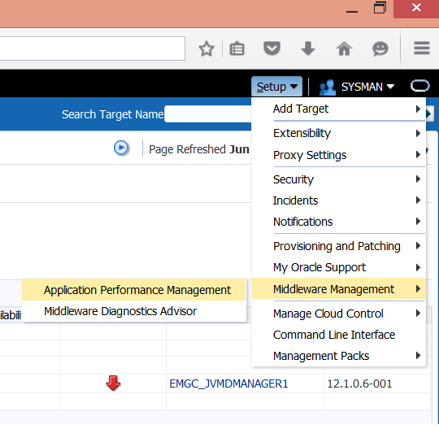 Setup
SYSMAN
Search Target Name
Page Refreshed Jun
Add Target
Extensibility
Proxy Settings
Security
Incidents
Notifications
Provisioning and Patching
My Oracle Support
Middleware Management
Application Performance Management
Middleware Diagnostics Advisor
Manage Cloud Control
Command Line Interface
Management Packs
EMGC_JVMDMANAGER1 12.1.0.6-001